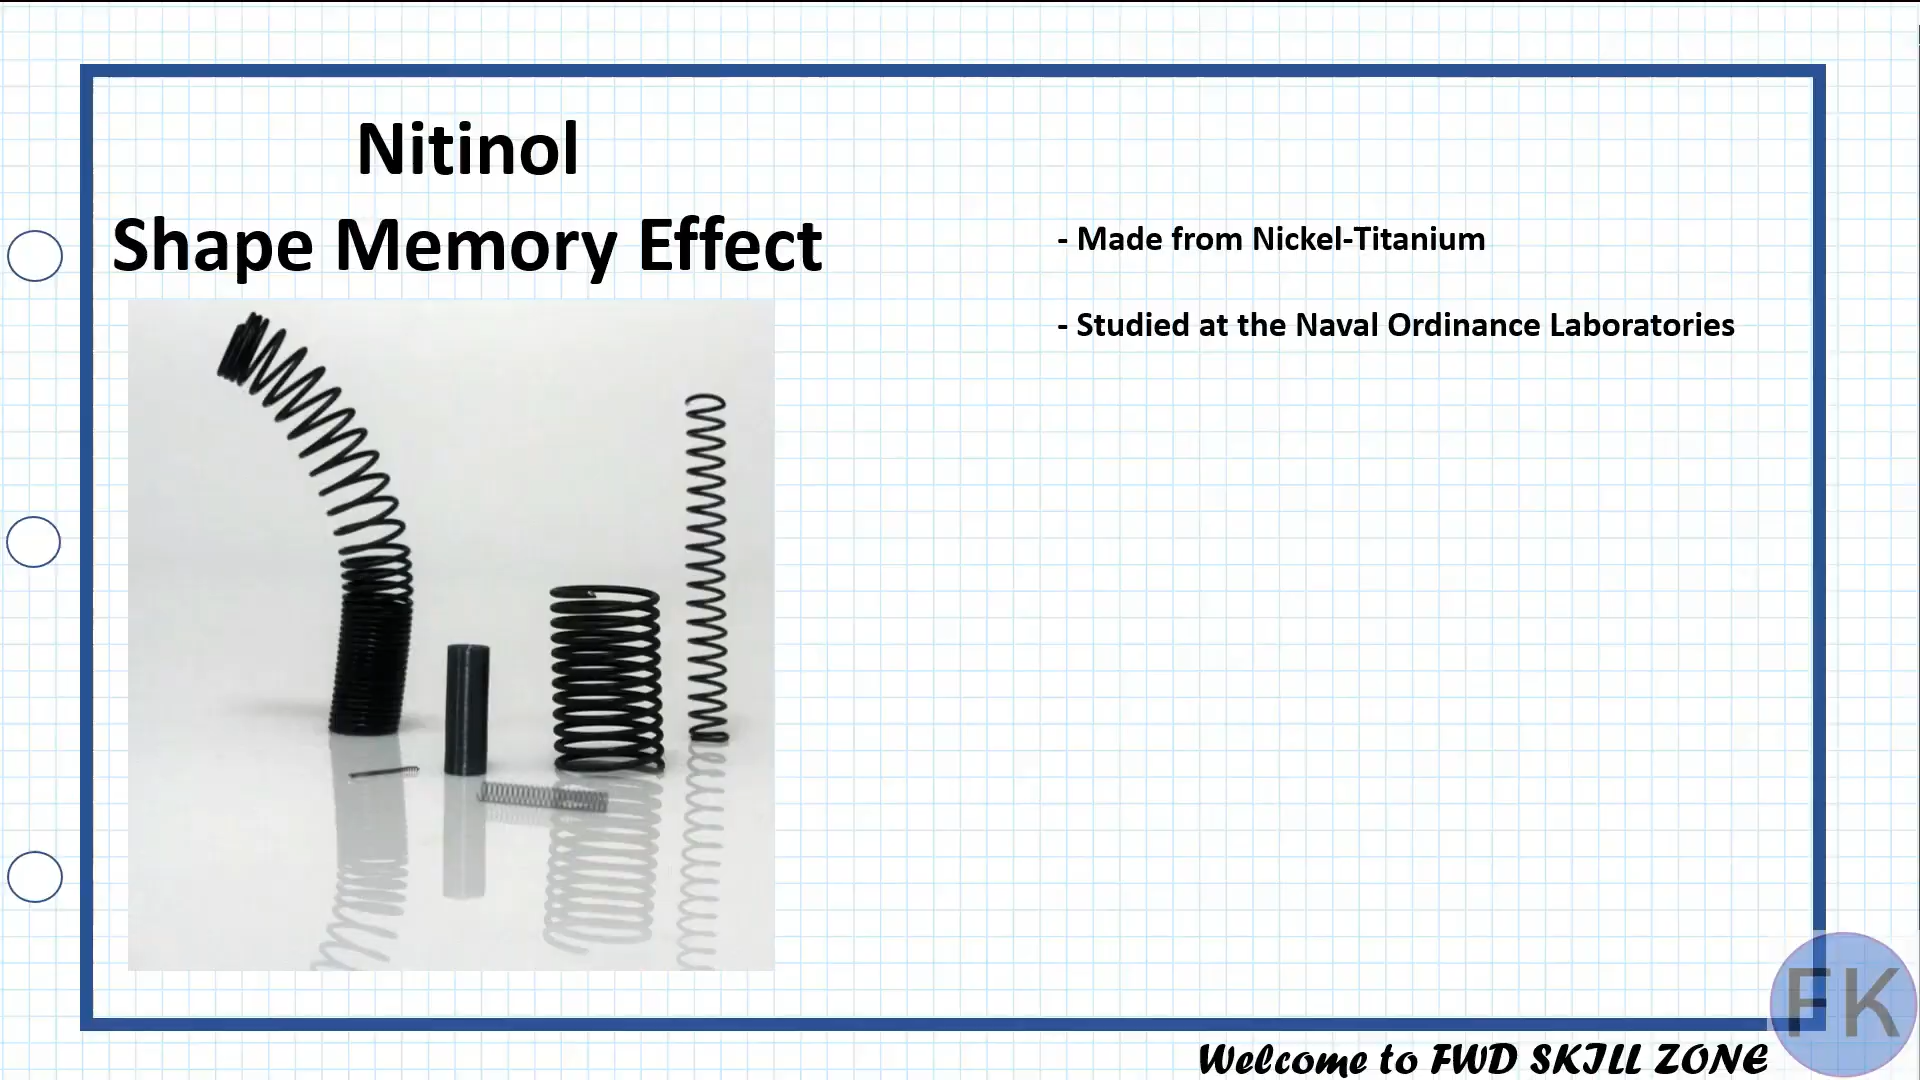 Nitinol
Shape Memory Effect
- Made from Nickel-Titanium
- Studied at the Naval Ordinance Laboratories
FK
Welcome to FWD SKILL ZONE